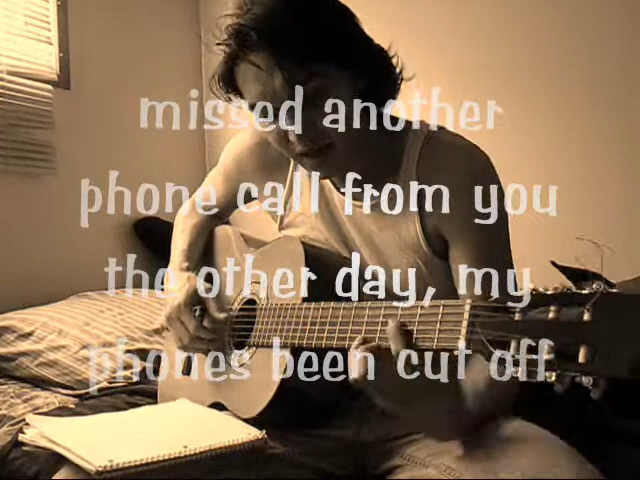 missed another
phone call from you
the other day, my
phones been cut off